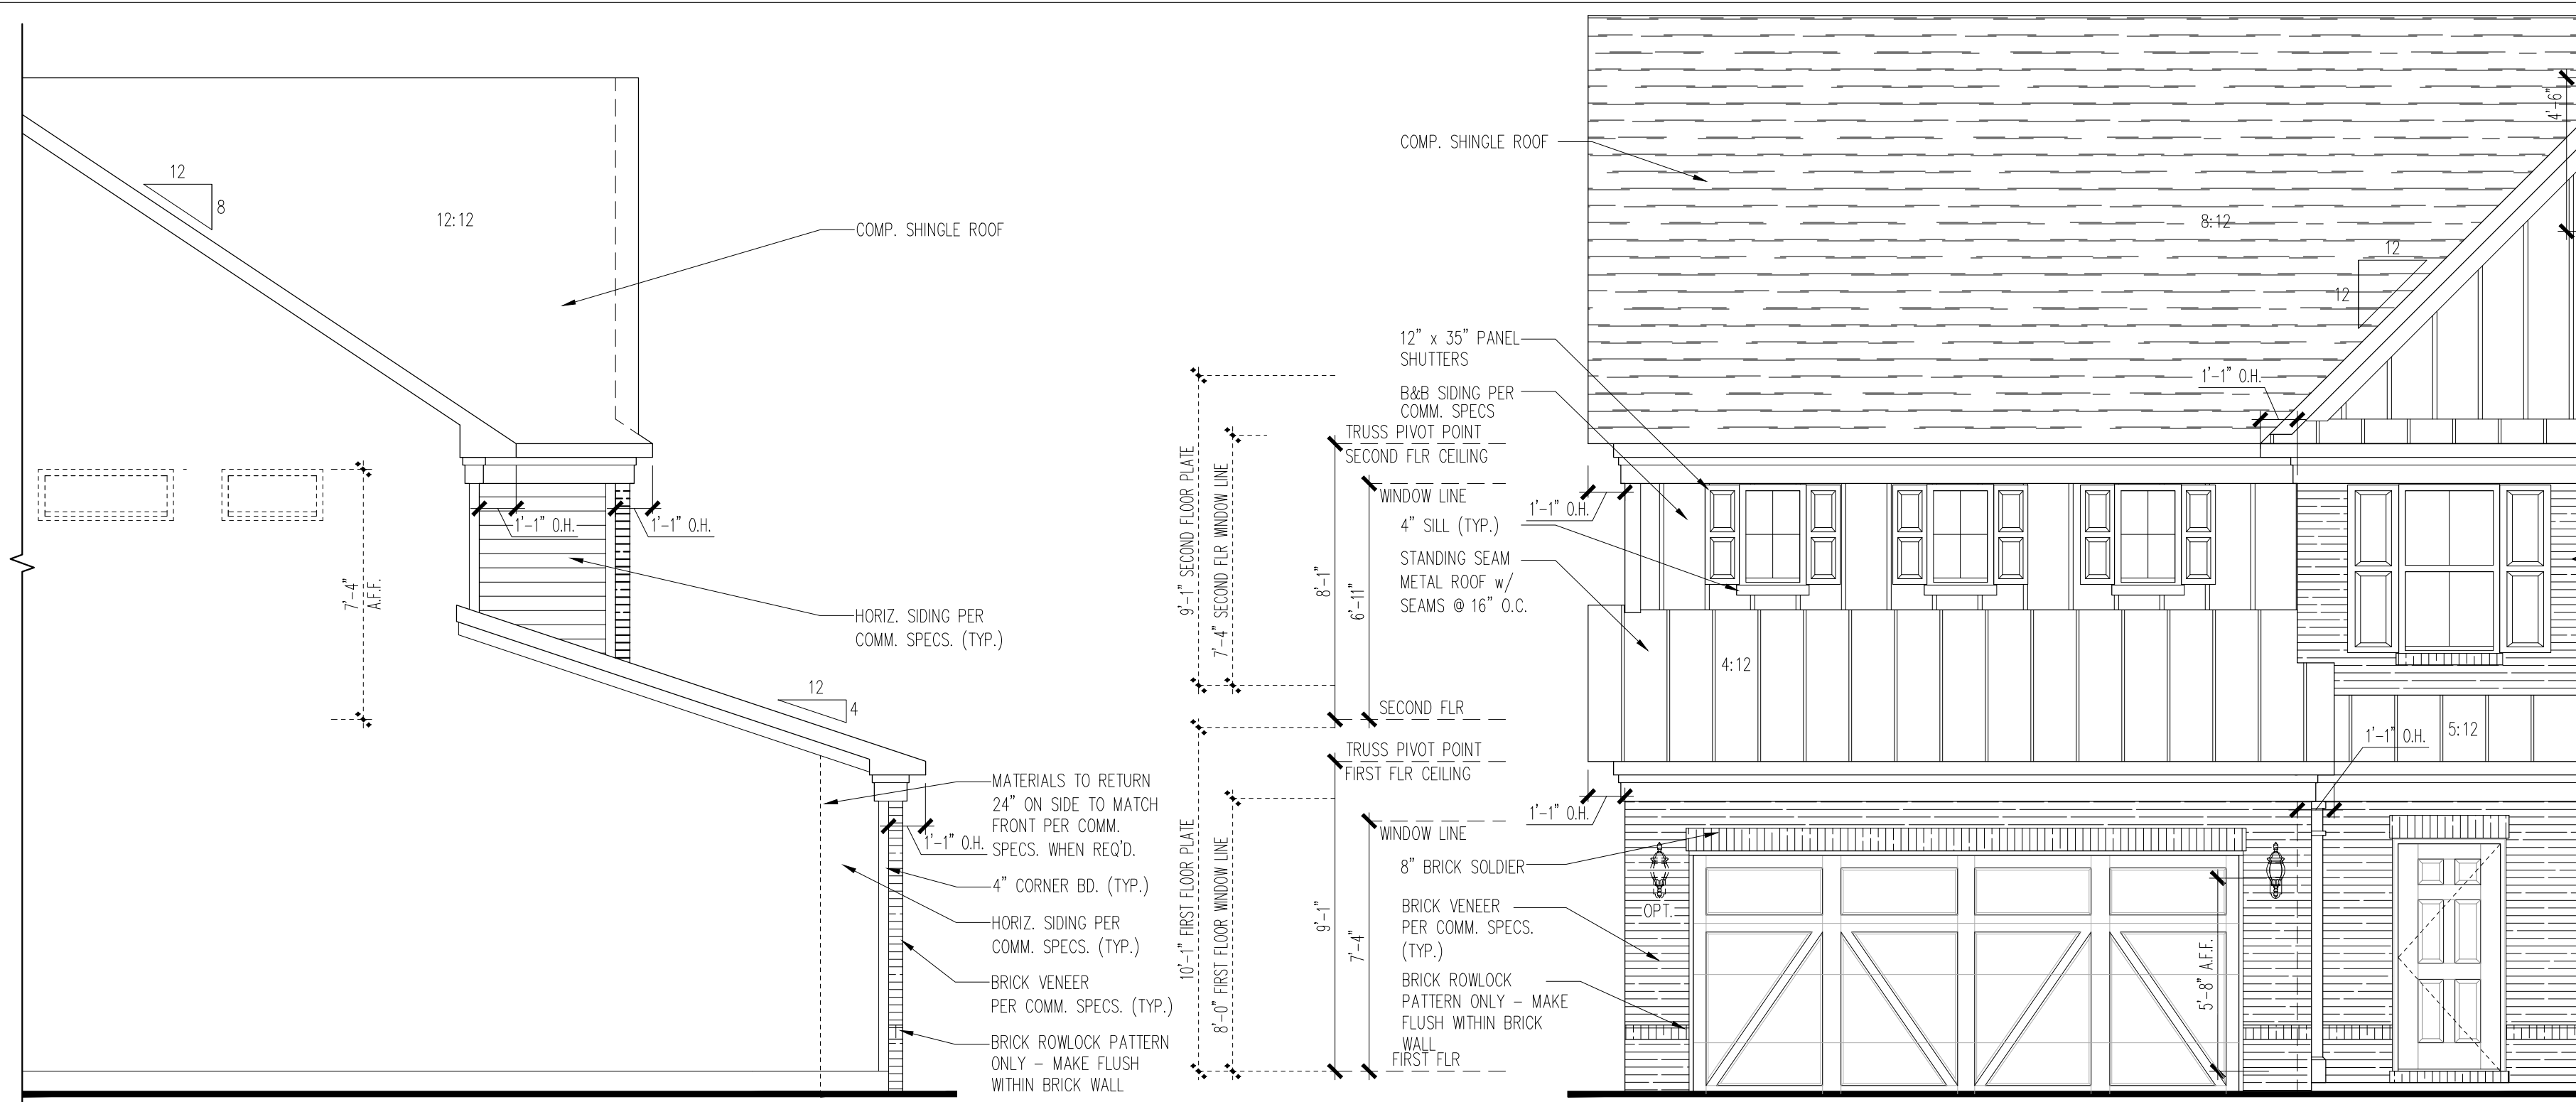 12
8
12:12
COMP. SHINGLE ROOF
1'-1" O.H.
1'-1" O.H.
7'-4"
A.F.F.
HORIZ. SIDING PER
COMM. SPECS. (TYP.)
12
4
MATERIALS TO RETURN
24" ON SIDE TO MATCH
FRONT PER COMM.
SPECS. WHEN REQ'D.
1'-1" O.H.
4" CORNER BD. (TYP.)
HORIZ. SIDING PER
COMM. SPECS. (TYP.)
BRICK VENEER
PER COMM. SPECS. (TYP.)
BRICK ROWLOCK PATTERN
ONLY – MAKE FLUSH
WITHIN BRICK WALL
9'-1" SECOND FLOOR PLATE
7'-4" SECOND FLR WINDOW LINE
8'-1"
6'-11"
10'-1" FIRST FLOOR PLATE
8'-0" FIRST FLOOR WINDOW LINE
9'-1"
7'-4"
COMP. SHINGLE ROOF
12" x 35" PANEL
SHUTTERS
B&B SIDING PER
COMM. SPECS
TRUSS PIVOT POINT
SECOND FLR CEILING
WINDOW LINE
4" SILL (TYP.)
STANDING SEAM
METAL ROOF w/
SEAMS @ 16" O.C.
SECOND FLR
TRUSS PIVOT POINT
FIRST FLR CEILING
WINDOW LINE
8" BRICK SOLDIER
BRICK VENEER
PER COMM. SPECS.
(TYP.)
BRICK ROWLOCK
PATTERN ONLY – MAKE
FLUSH WITHIN BRICK
WALL
FIRST FLR
1'-1" O.H.
1'-1" O.H.
4'-6"
8:12
12
12
1'-1" O.H.
4:12
1'-1" O.H.
5:12
OPT.
5'-8" A.F.F.